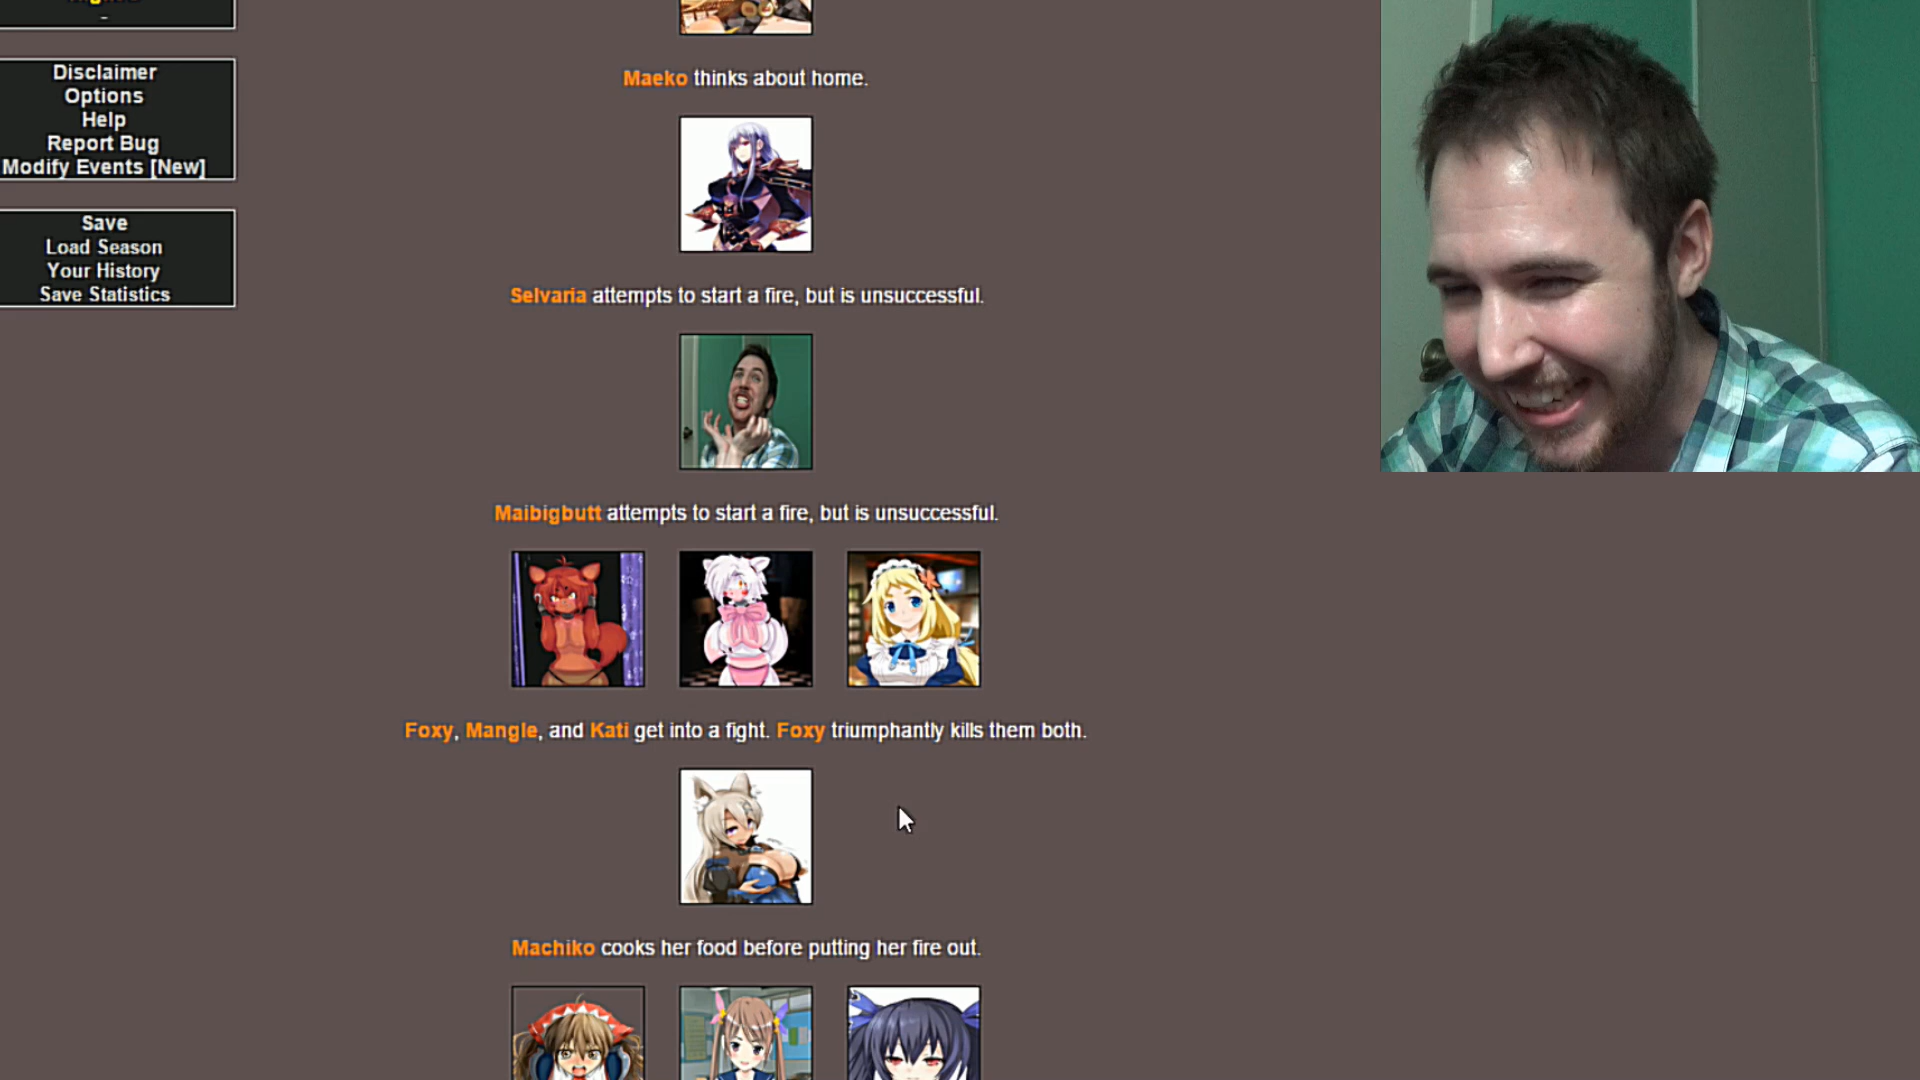 -
Disclaimer
Options
Help
Report Bug
Modify Events [New]
Save
Load Season
Your History
Save Statistics
Maeko thinks about home.
Selvaria attempts to start a fire, but is unsuccessful.
Maibigbutt attempts to start a fire, but is unsuccessful.
Foxy, Mangle, and Kati get into a fight. Foxy triumphantly kills them both.
Machiko cooks her food before putting her fire out.